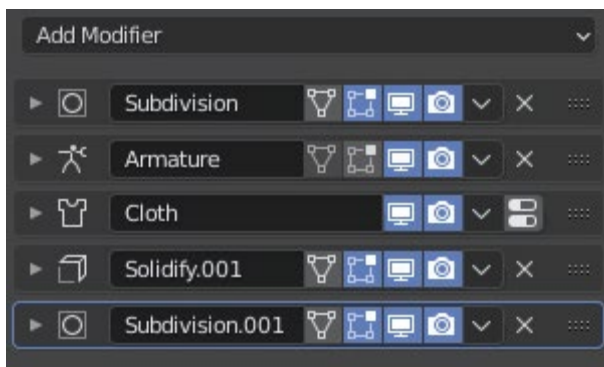 Add Modifier
Subdivision
Armature
Cloth
Solidify.001
Subdivision.001